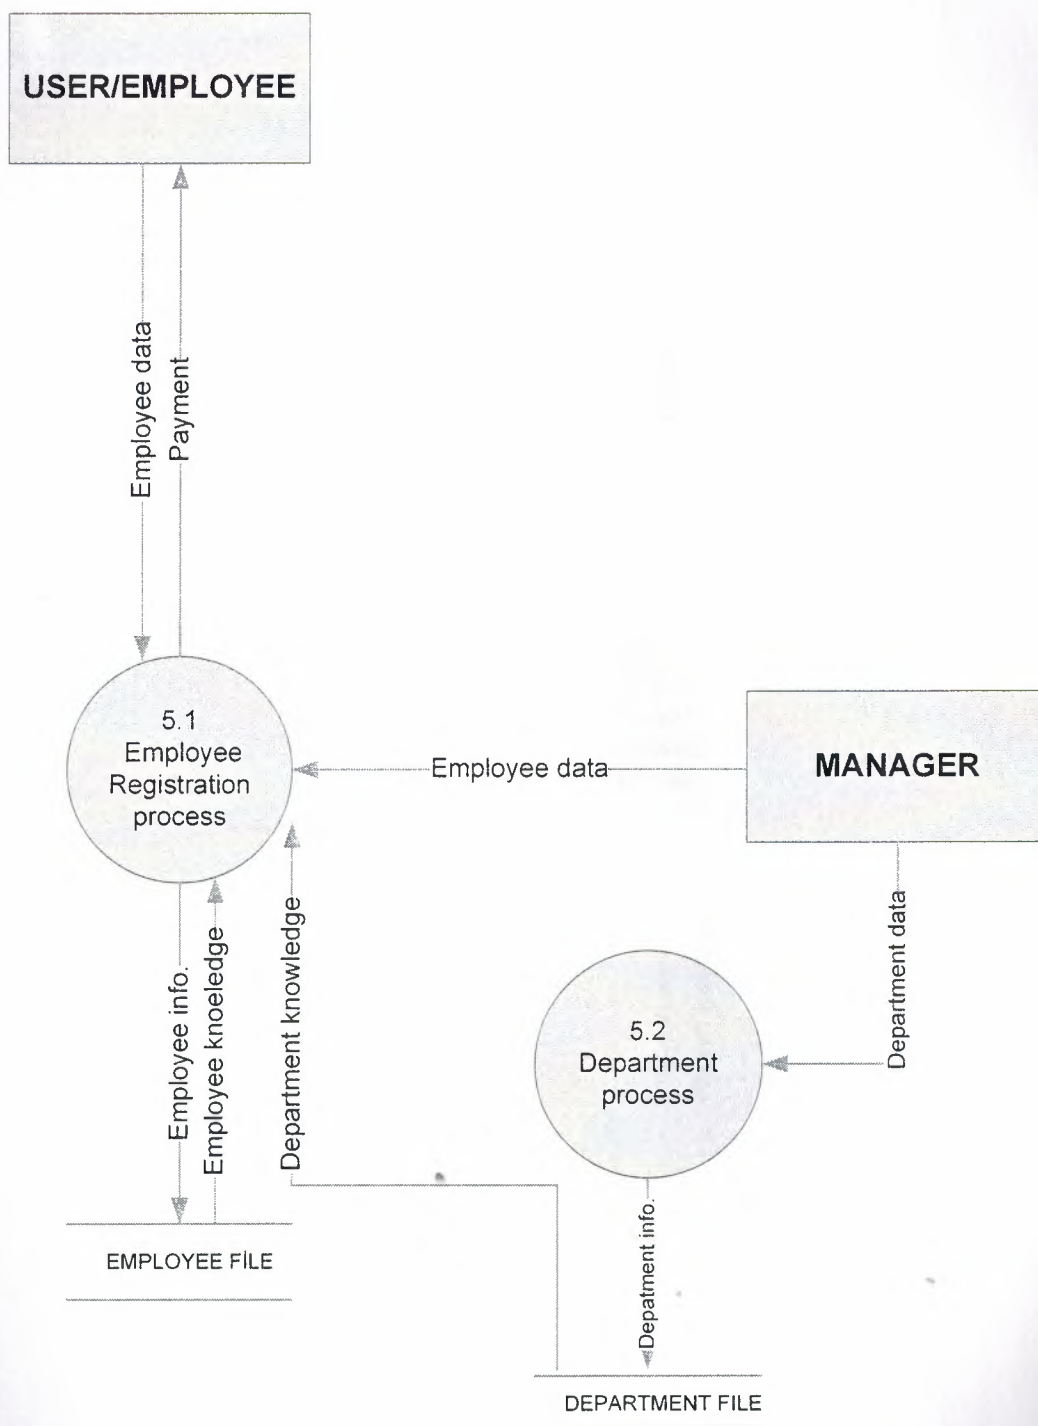 USER/EMPLOYEE
Employee data
Payment
5.1
Employee
Registration
process
Employee data
MANAGER
Employee info.
Employee knoeledge
Department knowledge
Department data
5.2
Department
process
Depatment info.
EMPLOYEE FİLE
DEPARTMENT FILE